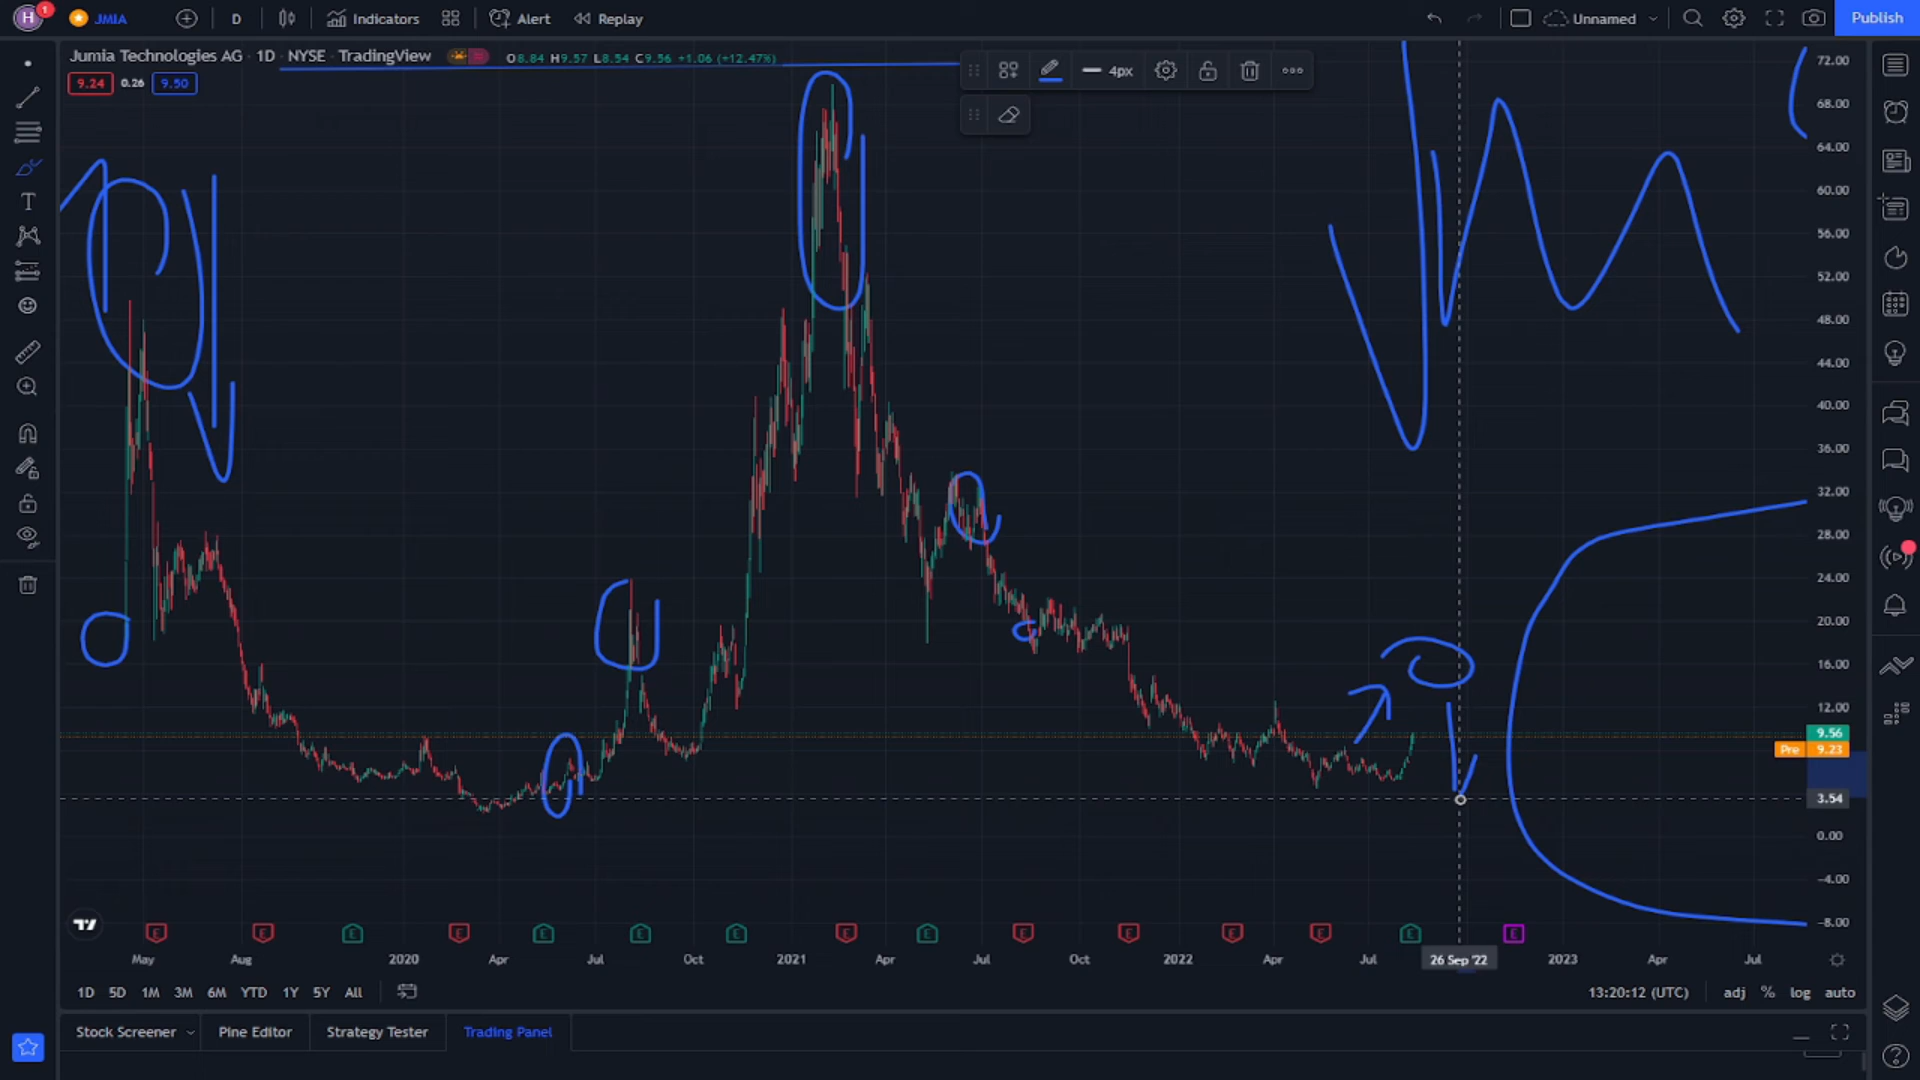 H 1 JMIA D Indicators Alert Replay Unnamed Publish
Jumia Technologies AG · 1D · NYSE · TradingView O8.84 H9.57 L8.54 C9.56 +1.06 (+12.47%)
9.24 0.26 9.50
4px
72.00
68.00
64.00
60.00
56.00
52.00
48.00
44.00
40.00
36.00
32.00
28.00
24.00
20.00
16.00
12.00
9.56
Pre 9.23
3.54
0.00
−4.00
−8.00
E E E E E E E E E E E E E E E
May Aug 2020 Apr Jul Oct 2021 Apr Jul Oct 2022 Apr Jul 26 Sep '22 2023 Apr Jul
1D 5D 1M 3M 6M YTD 1Y 5Y All 13:20:12 (UTC) adj % log auto
Stock Screener Pine Editor Strategy Tester Trading Panel